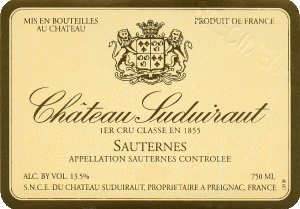 MIS EN BOUTEILLES
AU CHATEAU
PRODUIT DE FRANCE
Château Suduiraut
1ER CRU CLASSE EN 1855
SAUTERNES
APPELLATION SAUTERNES CONTROLEE
ALC. BY VOL. 13.5%
750 ML
S.N.C.E. DU CHATEAU SUDUIRAUT, PROPRIETAIRE A PREIGNAC, FRANCE